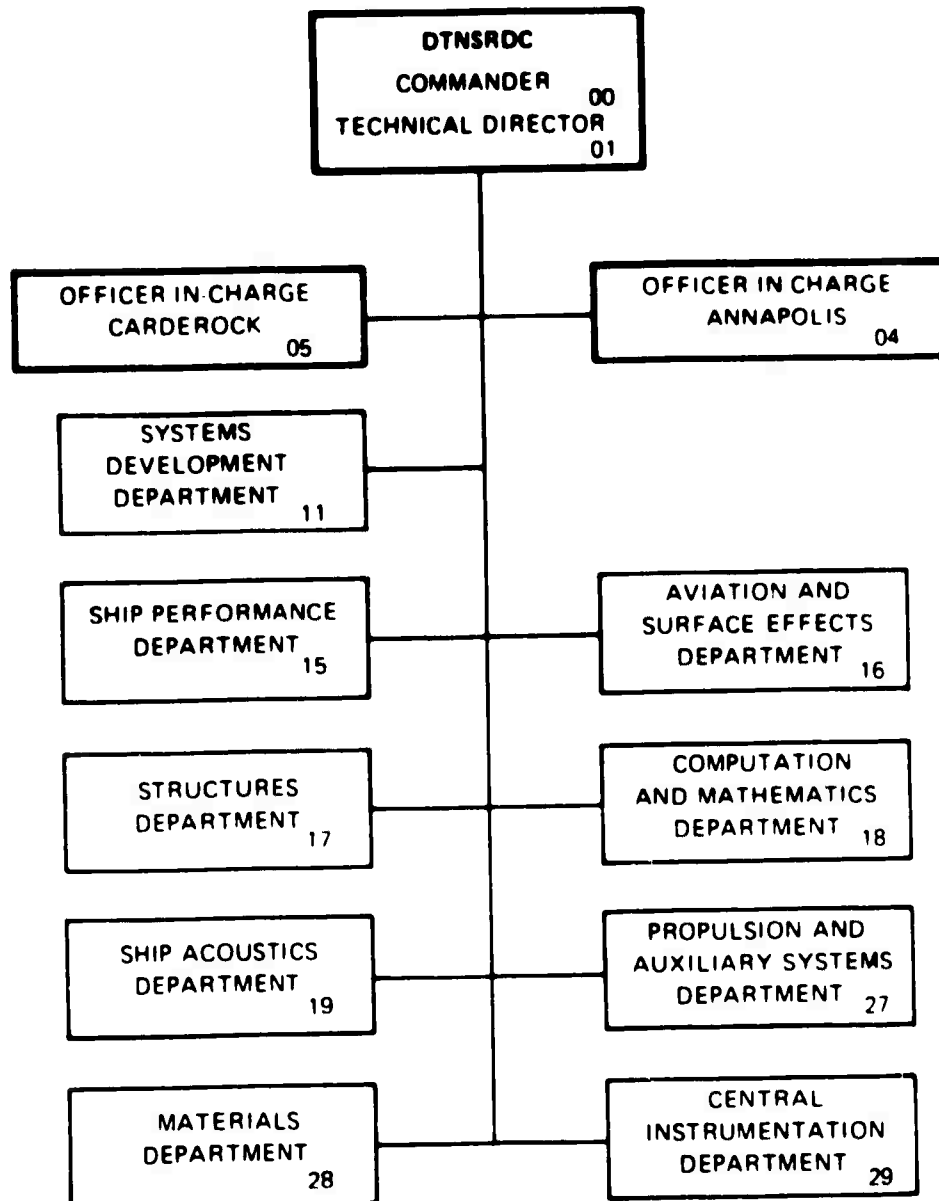 DTNSRDC
COMMANDER
00
TECHNICAL DIRECTOR
01
OFFICER IN-CHARGE
CARDEROCK
05
OFFICER IN CHARGE
ANNAPOLIS
04
SYSTEMS
DEVELOPMENT
DEPARTMENT
11
SHIP PERFORMANCE
DEPARTMENT
15
AVIATION AND
SURFACE EFFECTS
DEPARTMENT
16
STRUCTURES
DEPARTMENT
17
COMPUTATION
AND MATHEMATICS
DEPARTMENT
18
SHIP ACOUSTICS
DEPARTMENT
19
PROPULSION AND
AUXILIARY SYSTEMS
DEPARTMENT
27
MATERIALS
DEPARTMENT
28
CENTRAL
INSTRUMENTATION
DEPARTMENT
29